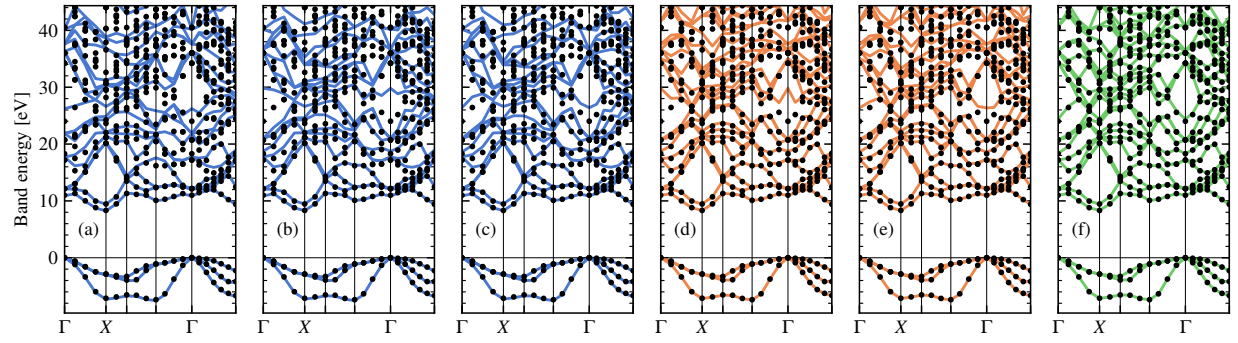 Band energy [eV]
40
30
20
10
0
(a)
(b)
(c)
(d)
(e)
(f)
Γ X Γ
Γ X Γ
Γ X Γ
Γ X Γ
Γ X Γ
Γ X Γ